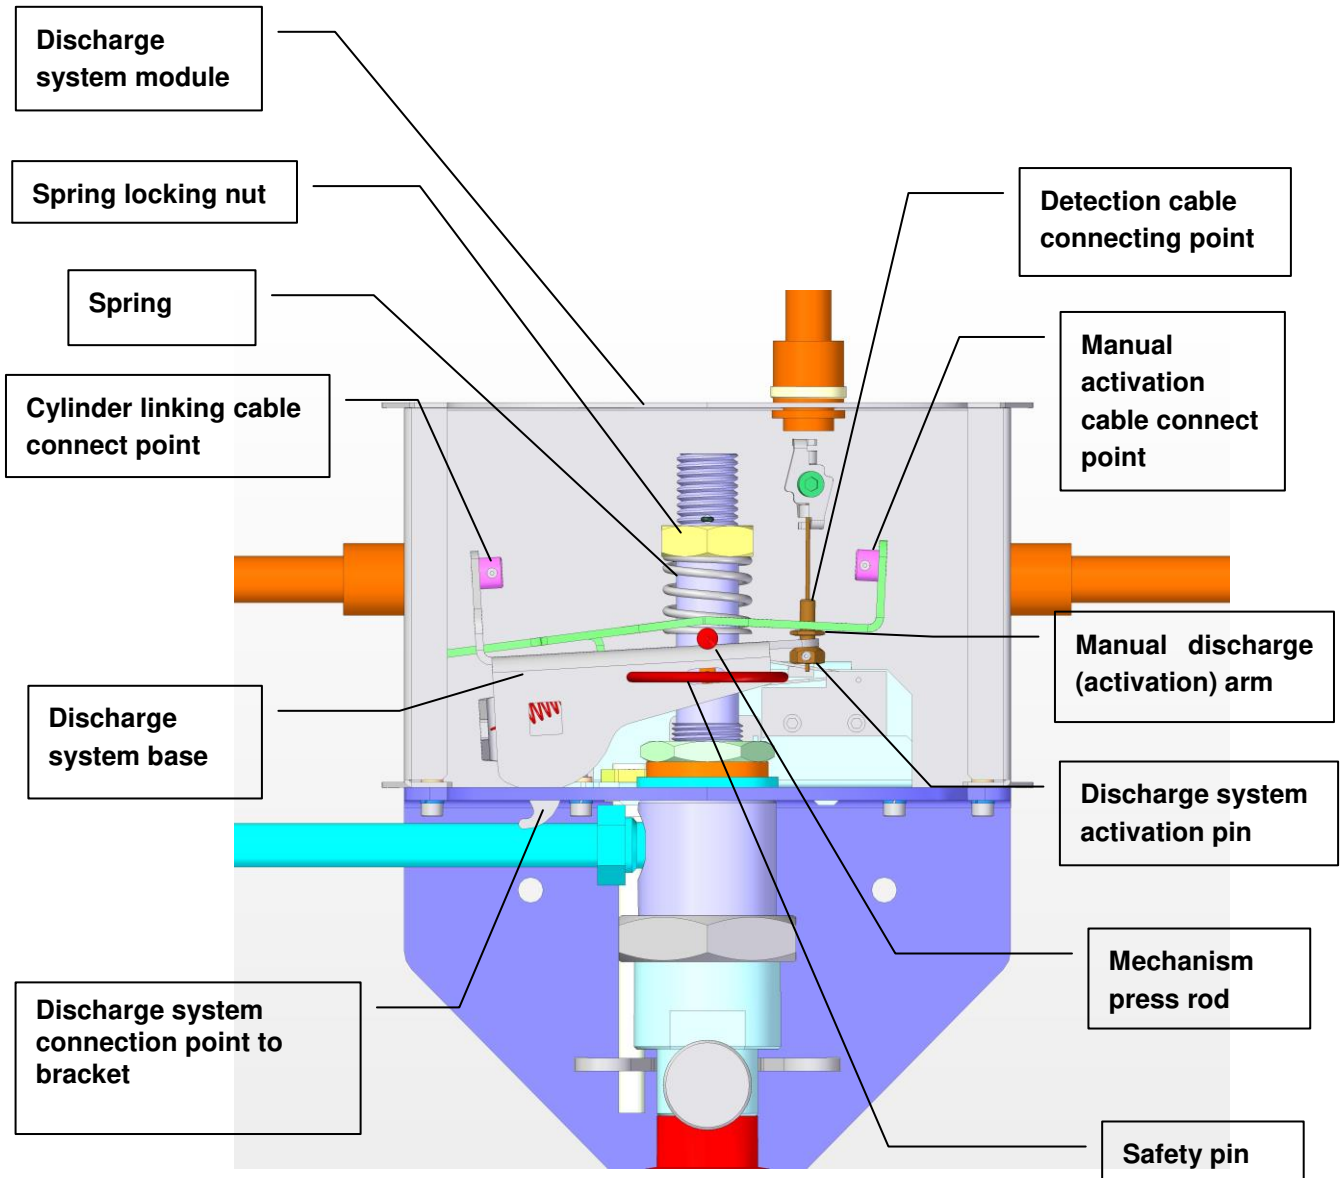 Discharge
system module
Spring locking nut
Spring
Cylinder linking cable
connect point
Discharge
system base
Discharge system
connection point to
bracket
Detection cable
connecting point
Manual
activation
cable connect
point
Manual discharge
(activation) arm
Discharge system
activation pin
Mechanism
press rod
Safety pin